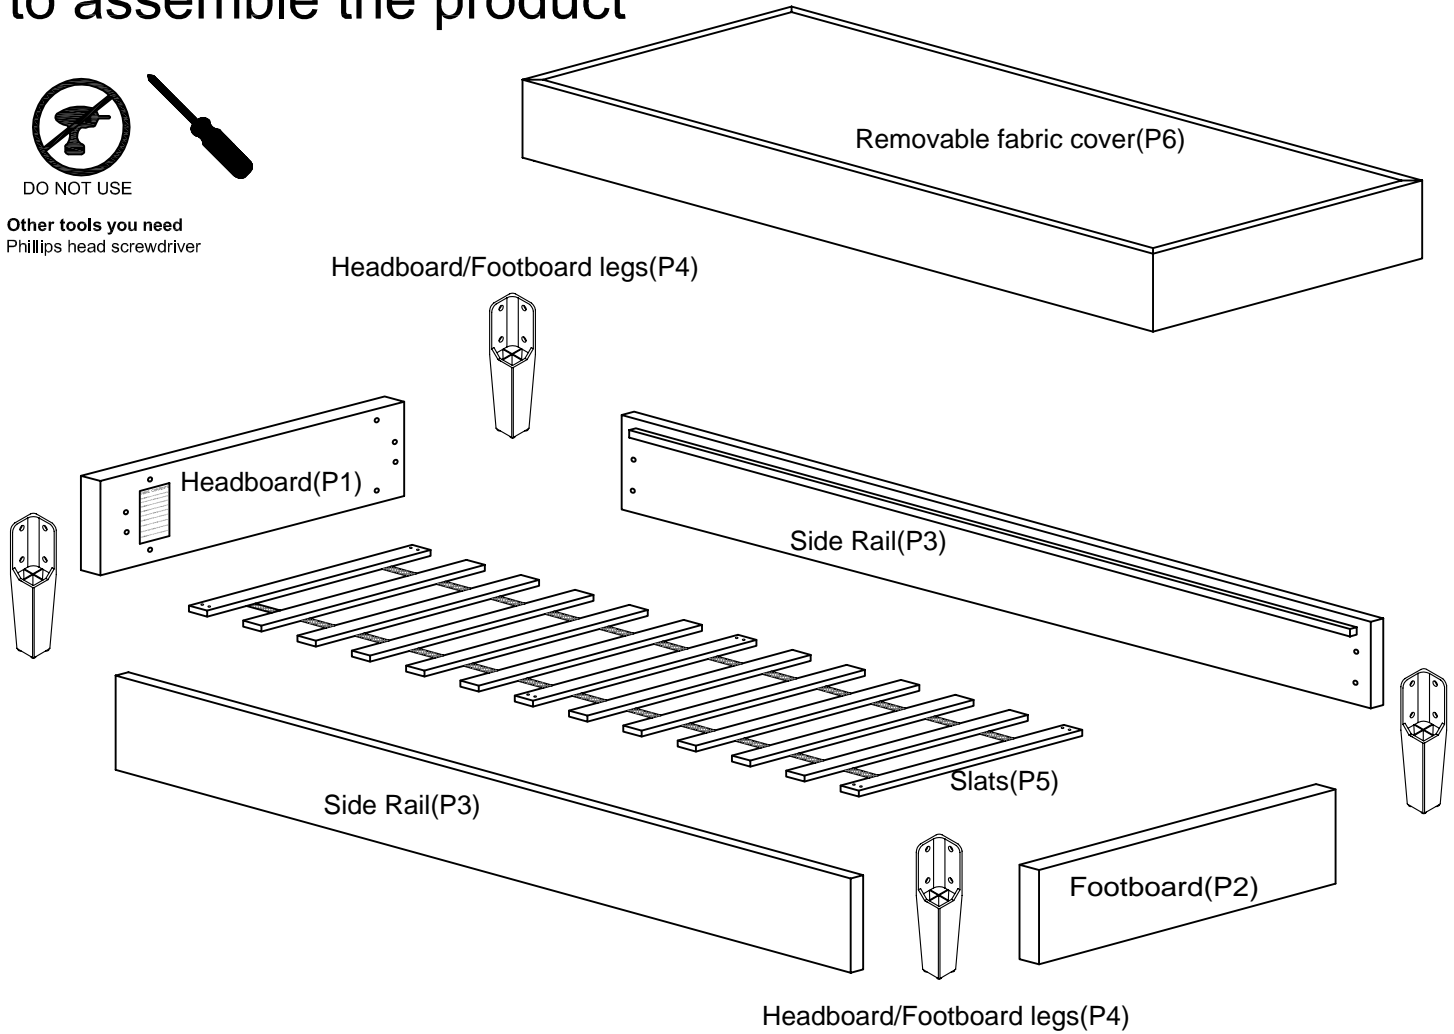 to assemble the product
DO NOT USE
Other tools you need
Phillips head screwdriver
Removable fabric cover(P6)
Headboard/Footboard legs(P4)
Headboard(P1)
Side Rail(P3)
Slats(P5)
Side Rail(P3)
Footboard(P2)
Headboard/Footboard legs(P4)